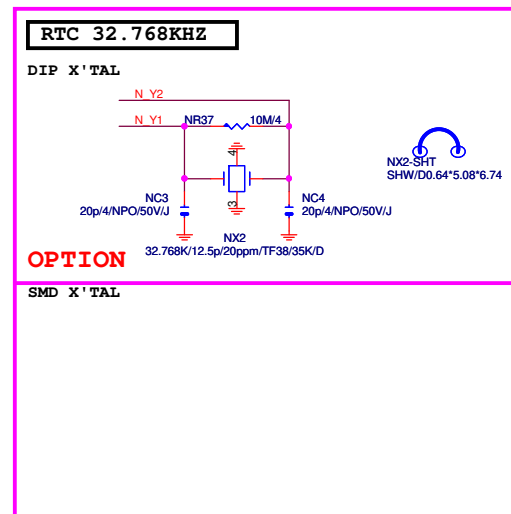 RTC 32.768KHZ
DIP X'TAL
N_Y2
N_Y1
NR37
10M/4
4
3
NX2-SHT
SHW/D0.64*5.08*6.74
NC3
20p/4/NPO/50V/J
NC4
20p/4/NPO/50V/J
NX2
32.768K/12.5p/20ppm/TF38/35K/D
OPTION
SMD X'TAL